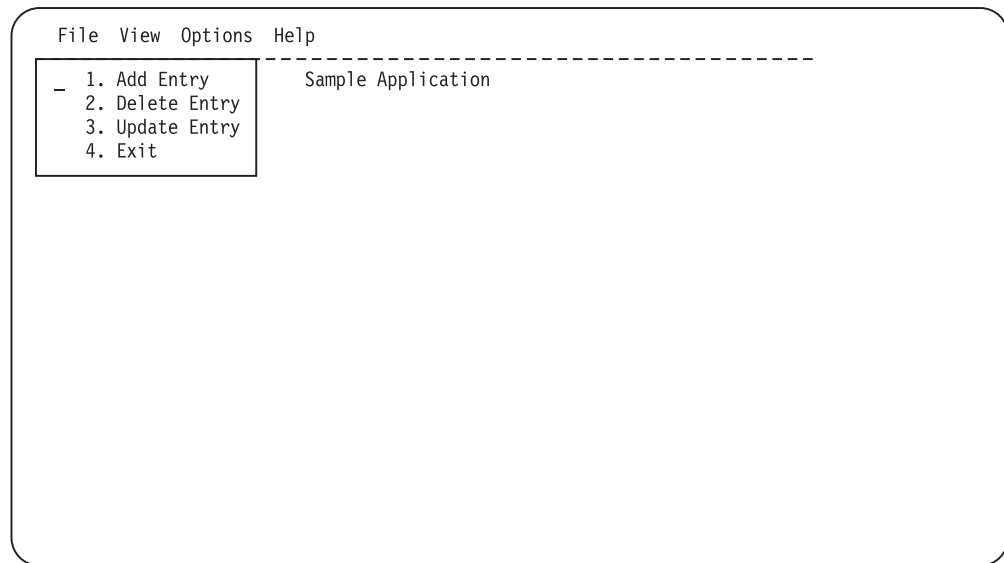 File View Options Help
_ 1. Add Entry Sample Application
2. Delete Entry
3. Update Entry
4. Exit